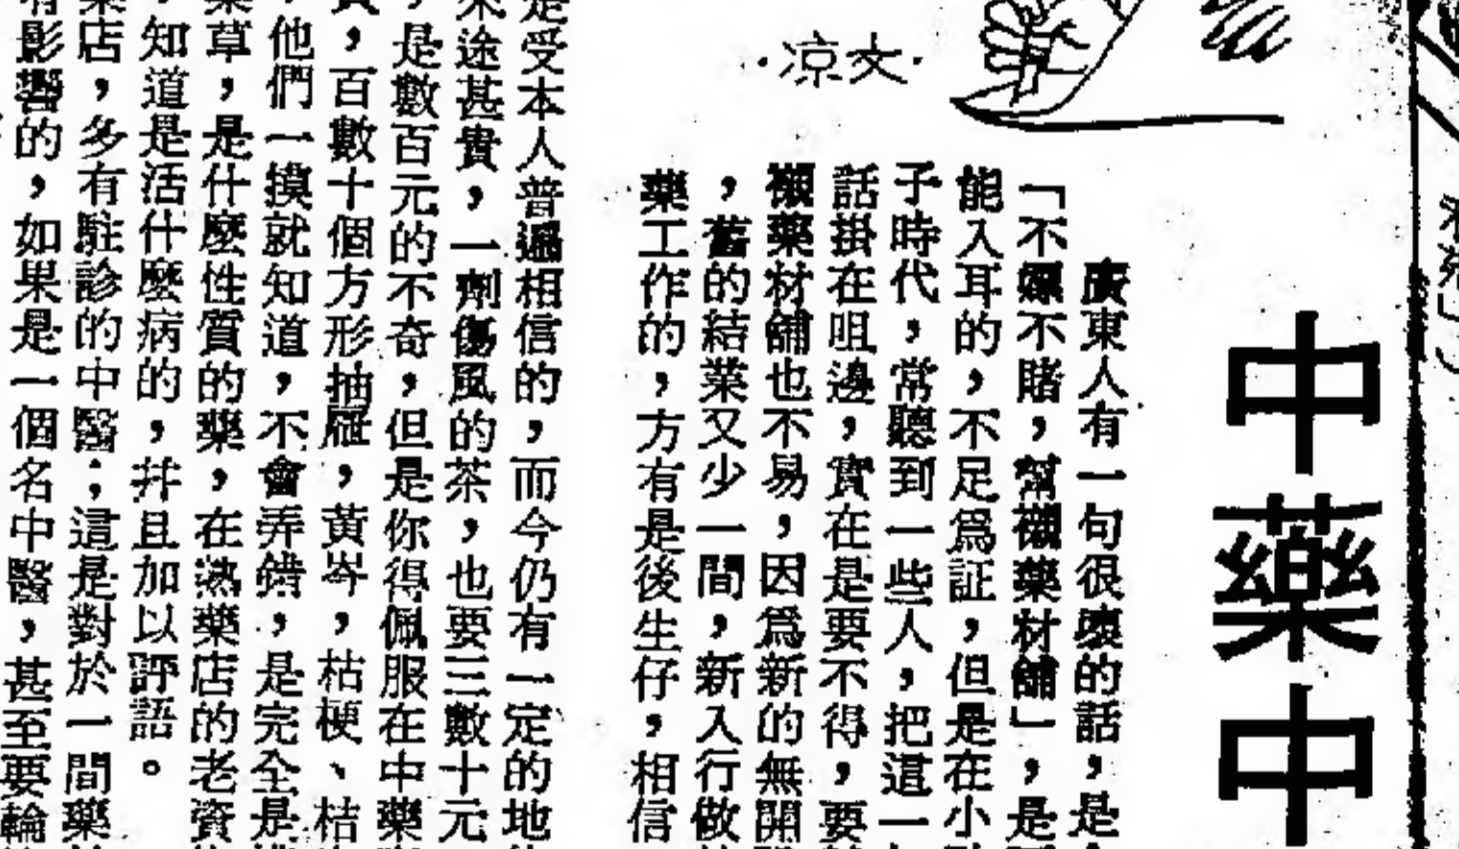 中藥中
·文凉·
廣東人有一句很壞的話，是
「不嫖不賭，幫襯藥材舖」，是
能入耳的，不足爲証，但是在小
子時代，常聽到一些人，把這一
話掛在咀邊，實在是要不得，要
襯藥材舖也不易，因爲新的無開
，舊的結業又少一間，新入行做
藥工作的，方有是後生仔，相信
是受本人普遍相信的，而今仍有一定的地
途甚貴，一劑傷風的茶，也要三數十元
，是數百元的不奇，但是你得佩服在中藥
，百數十個方形抽屜，黃岑，枯梗、枯
，他們一摸就知道，不會弄錯，是完全是
藥草，是什麼性質的藥，在熟藥店的老資
，知道是活什麼病的，幷且加以評語。
藥店，多有駐診的中醫；這是對於一間藥
有影響的，如果是一個名中醫，甚至要輪